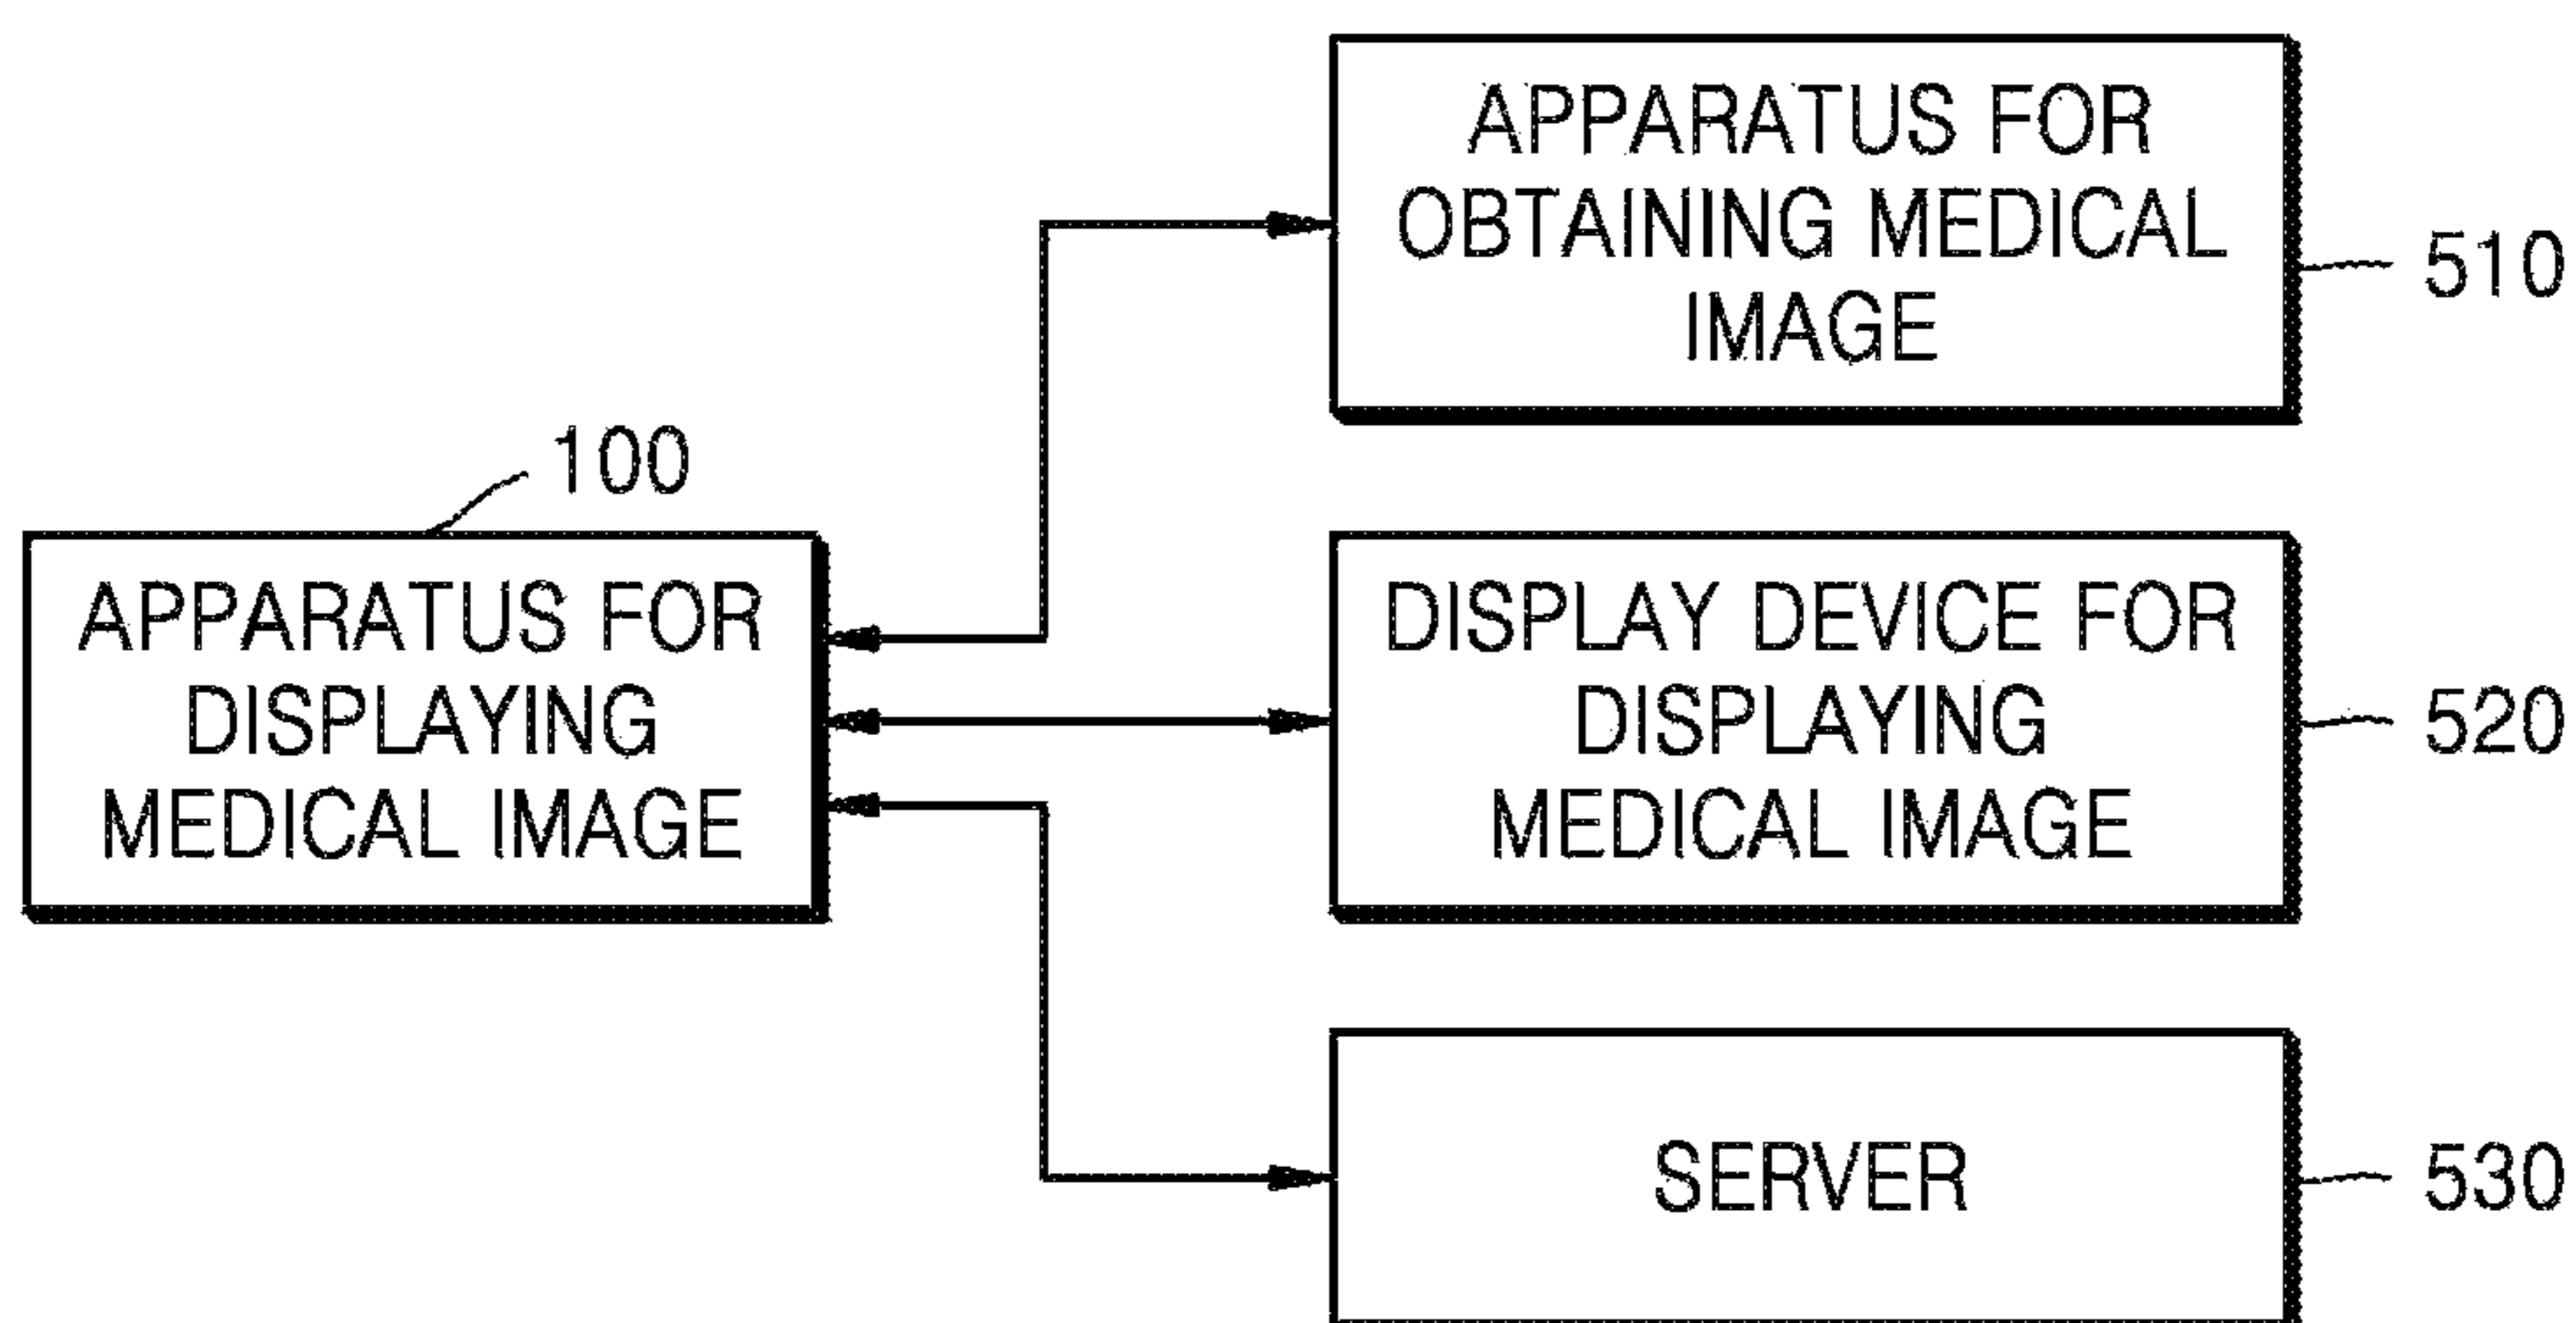 APPARATUS FOR
OBTAINING MEDICAL
IMAGE
510
100
APPARATUS FOR
DISPLAYING
MEDICAL IMAGE
DISPLAY DEVICE FOR
DISPLAYING
MEDICAL IMAGE
520
SERVER
530